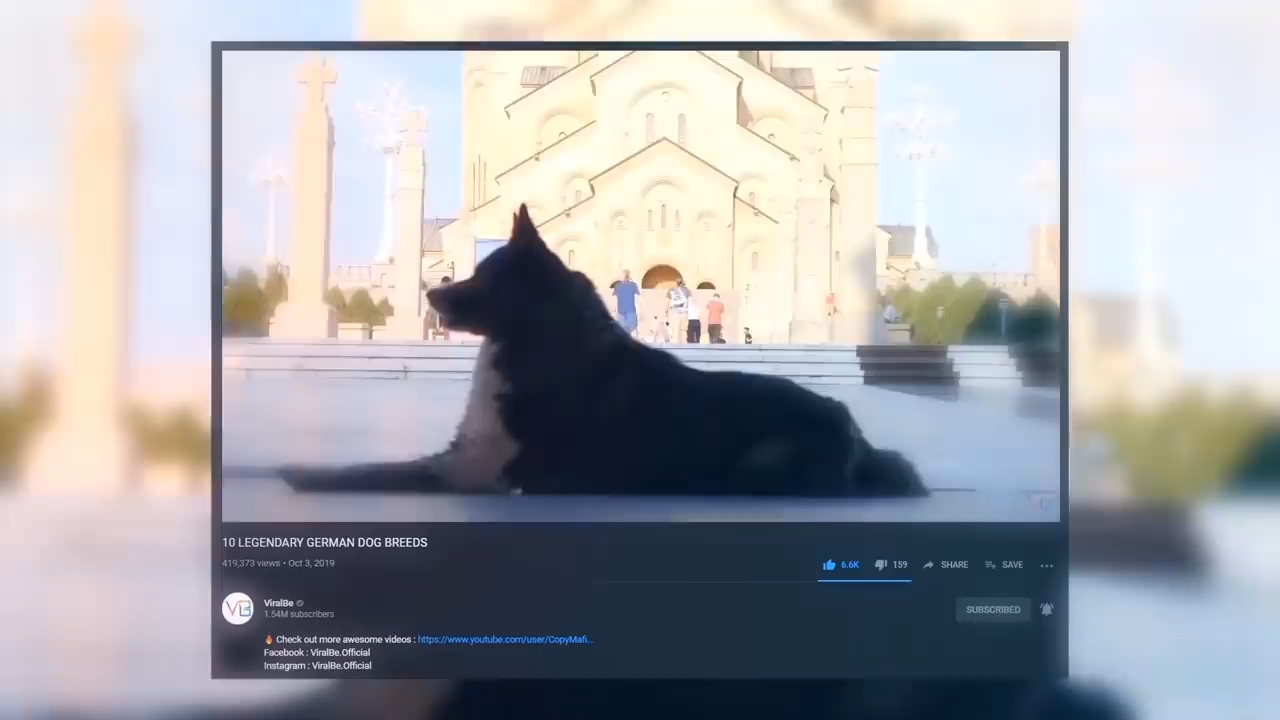 10 LEGENDARY GERMAN DOG BREEDS
419,373 views • Oct 3, 2019
6.6K 159 SHARE SAVE ...
VB ViralBe
1.54M subscribers
SUBSCRIBED
🔥 Check out more awesome videos : https://www.youtube.com/user/CopyMafi...
Facebook : ViralBe.Official
Instagram : ViralBe.Official